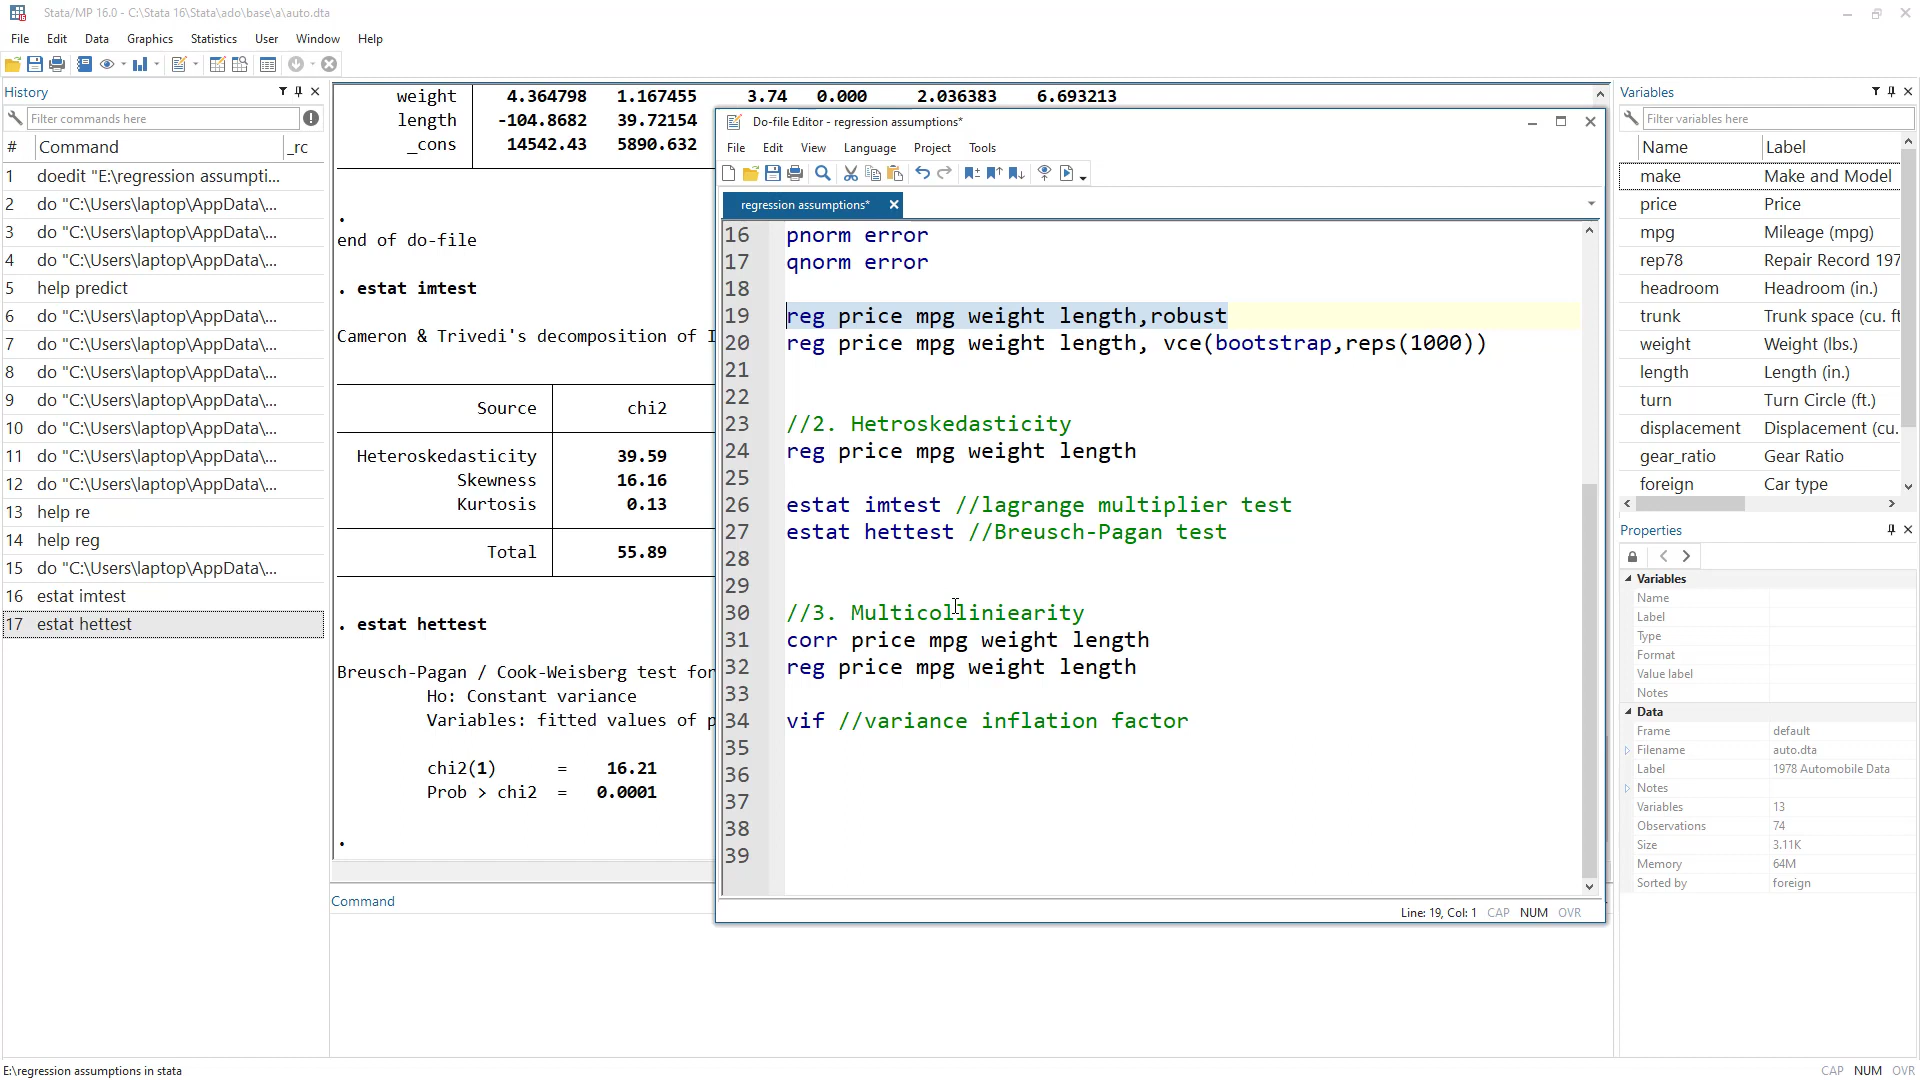 Stata/MP 16.0 - C:\Stata 16\Stata\ado\base\a\auto.dta
File Edit Data Graphics Statistics User Window Help
History
Filter commands here
# Command _rc
1 doedit "E:\regression assumpti...
2 do "C:\Users\laptop\AppData\...
3 do "C:\Users\laptop\AppData\...
4 do "C:\Users\laptop\AppData\...
5 help predict
6 do "C:\Users\laptop\AppData\...
7 do "C:\Users\laptop\AppData\...
8 do "C:\Users\laptop\AppData\...
9 do "C:\Users\laptop\AppData\...
10 do "C:\Users\laptop\AppData\...
11 do "C:\Users\laptop\AppData\...
12 do "C:\Users\laptop\AppData\...
13 help re
14 help reg
15 do "C:\Users\laptop\AppData\...
16 estat imtest
17 estat hettest
weight 4.364798 1.167455 3.74 0.000 2.036383 6.693213
length -104.8682 39.72154
_cons 14542.43 5890.632
.
end of do-file
. estat imtest
Cameron & Trivedi's decomposition of I
Source chi2
Heteroskedasticity 39.59
Skewness 16.16
Kurtosis 0.13
Total 55.89
. estat hettest
Breusch-Pagan / Cook-Weisberg test for
Ho: Constant variance
Variables: fitted values of p
chi2(1) = 16.21
Prob > chi2 = 0.0001
.
Command
Do-file Editor - regression assumptions*
File Edit View Language Project Tools
regression assumptions*
16 pnorm error
17 qnorm error
18
19 reg price mpg weight length,robust
20 reg price mpg weight length, vce(bootstrap,reps(1000))
21
22
23 //2. Hetroskedasticity
24 reg price mpg weight length
25
26 estat imtest //lagrange multiplier test
27 estat hettest //Breusch-Pagan test
28
29
30 //3. Multicolliniearity
31 corr price mpg weight length
32 reg price mpg weight length
33
34 vif //variance inflation factor
35
36
37
38
39
Line: 19, Col: 1 CAP NUM OVR
Variables
Filter variables here
Name Label
make Make and Model
price Price
mpg Mileage (mpg)
rep78 Repair Record 197
headroom Headroom (in.)
trunk Trunk space (cu. ft
weight Weight (lbs.)
length Length (in.)
turn Turn Circle (ft.)
displacement Displacement (cu.
gear_ratio Gear Ratio
foreign Car type
Properties
Variables
Name
Label
Type
Format
Value label
Notes
Data
Frame default
Filename auto.dta
Label 1978 Automobile Data
Notes
Variables 13
Observations 74
Size 3.11K
Memory 64M
Sorted by foreign
E:\regression assumptions in stata
CAP NUM OVR